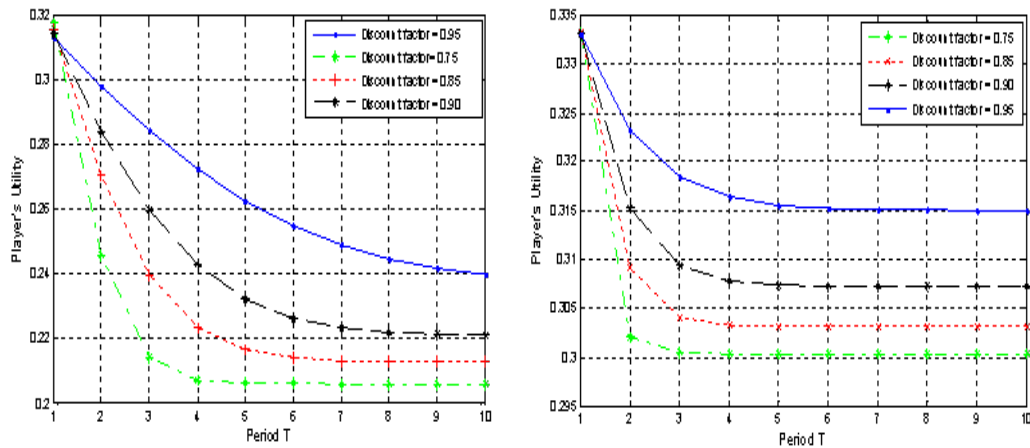 0.3
0.28
0.26
0.24
0.22
0.2
Player's Utility
1 2 3 4 5 6 7 8 9 10
Period T
Discount factor = 0.95
Discount factor = 0.75
Discount factor = 0.85
Discount factor = 0.90
0.335
0.33
0.325
0.32
0.315
0.31
0.305
0.3
0.295
Player's Utility
1 2 3 4 5 6 7 8 9 10
Period T
Discount factor = 0.75
Discount factor = 0.85
Discount factor = 0.90
Discount factor = 0.95